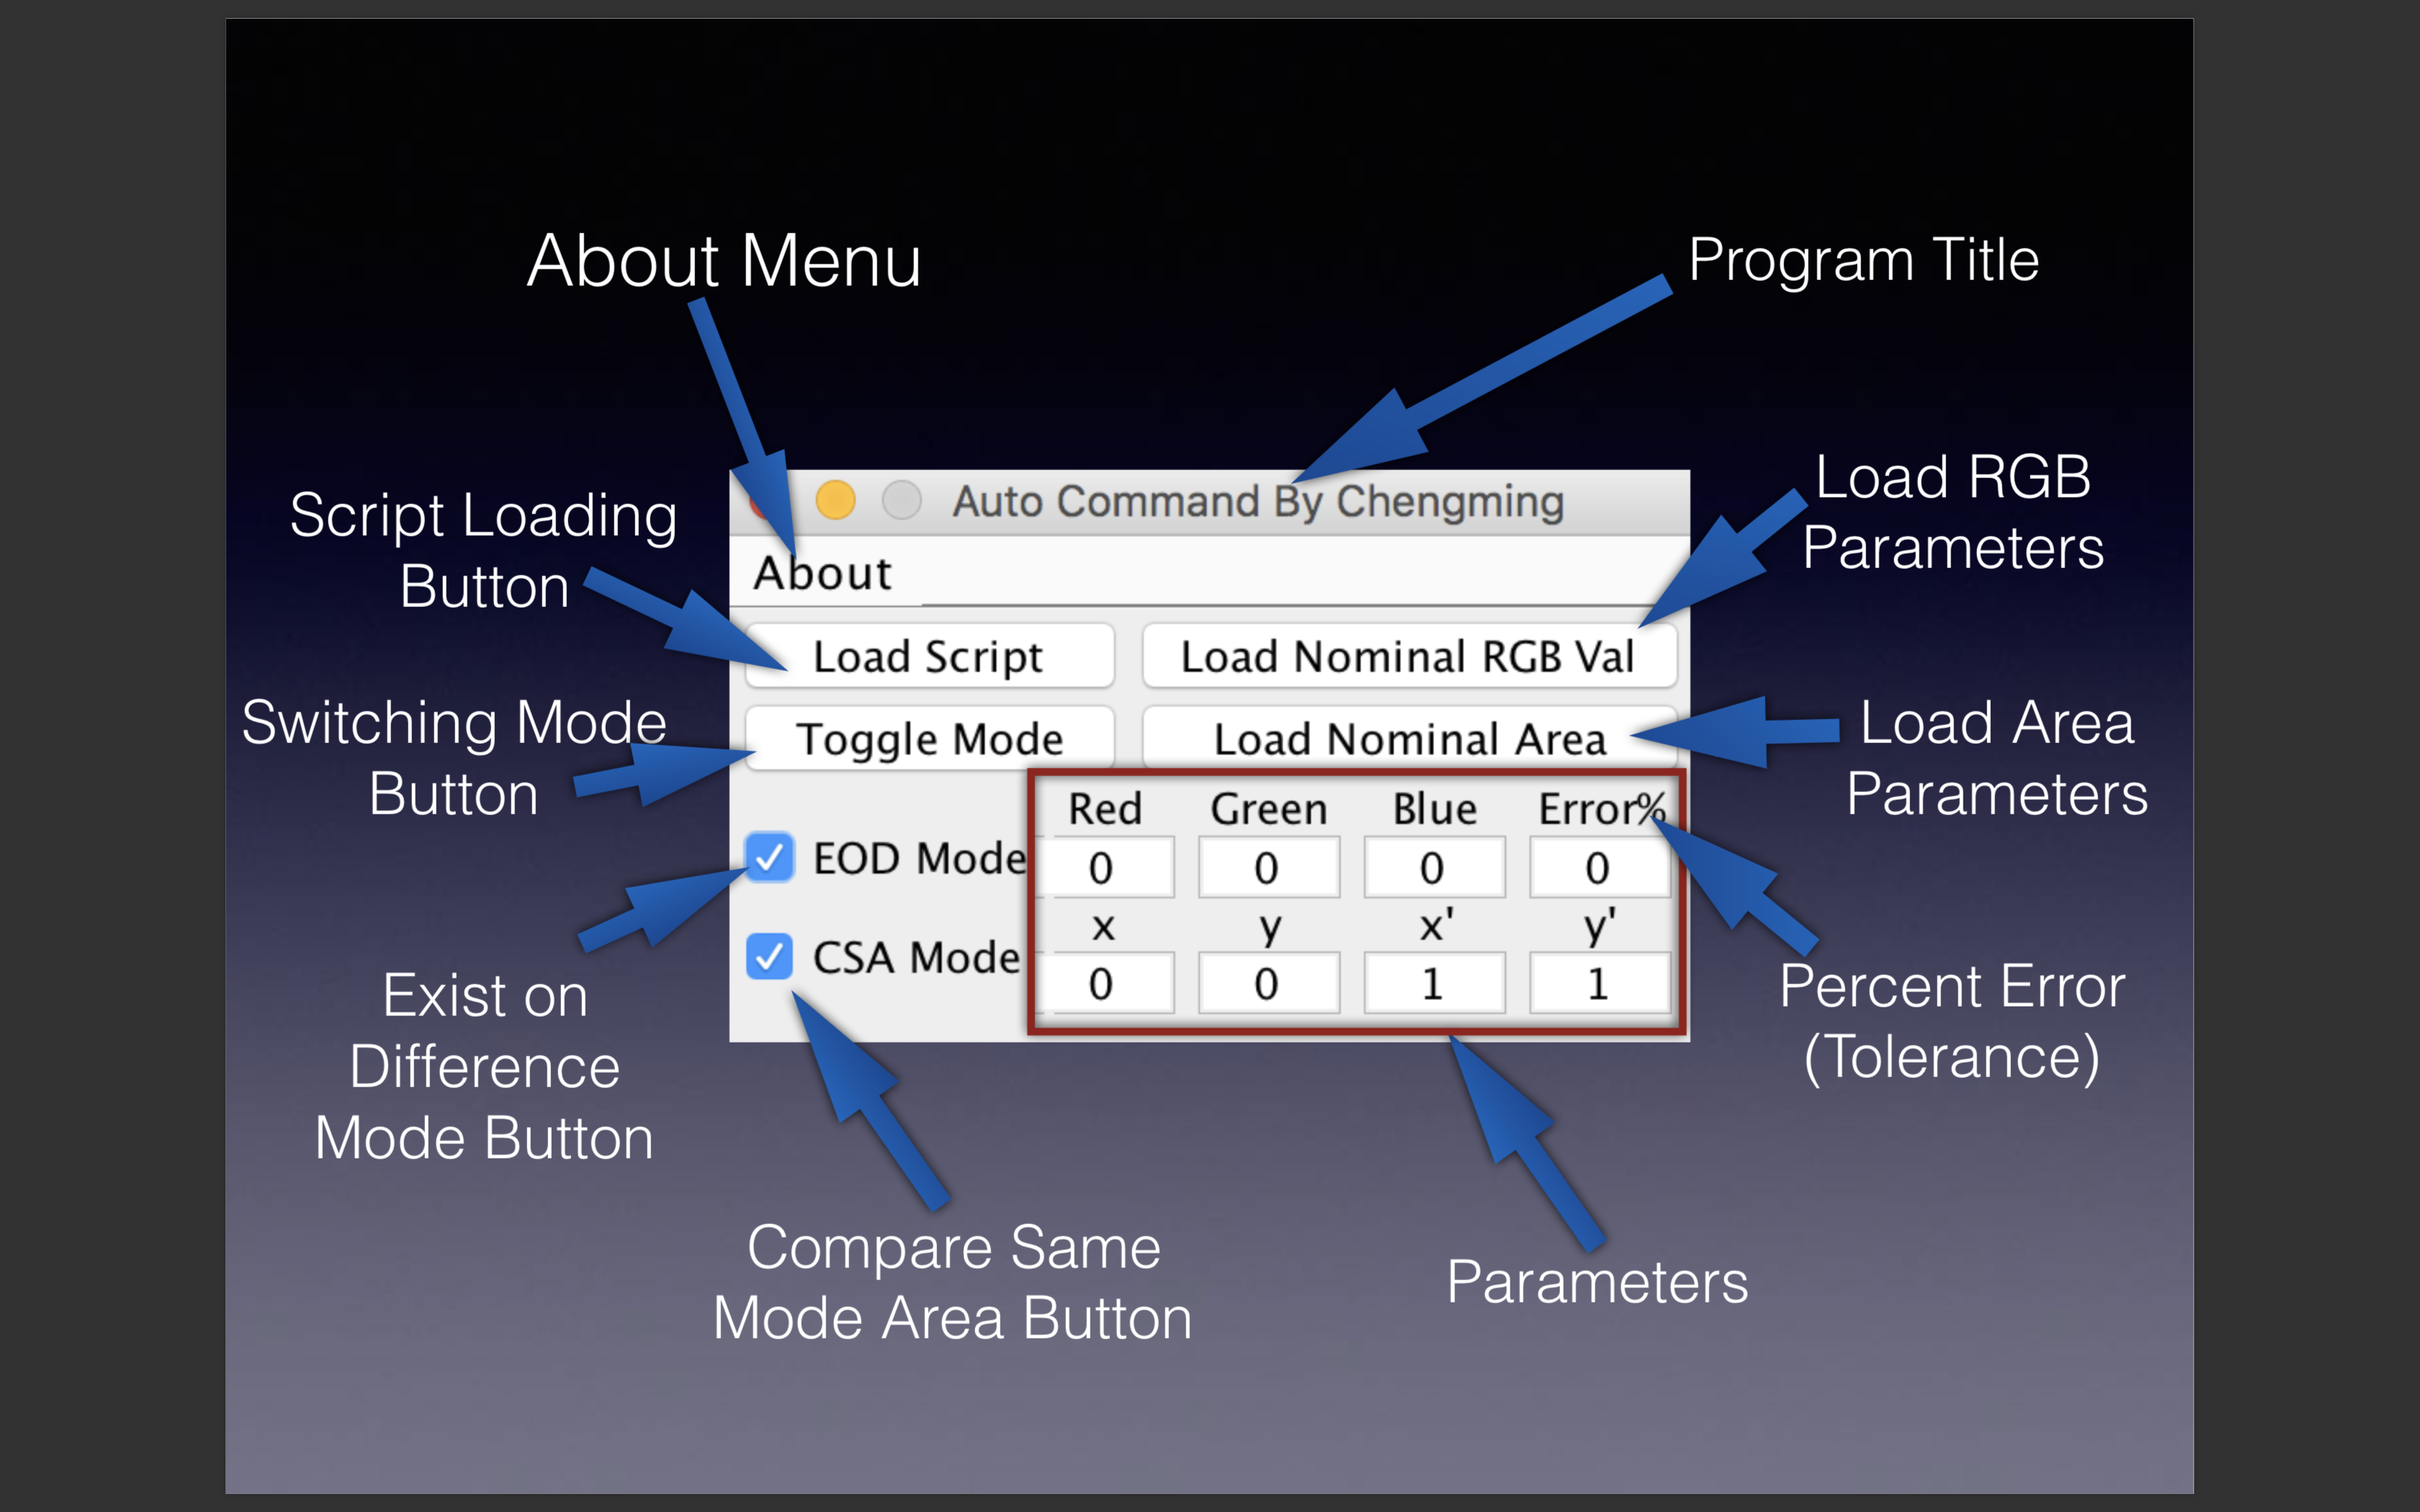 About Menu
Program Title
Script Loading
Button
Load RGB
Parameters
Auto Command By Chengming
About
Load Script
Load Nominal RGB Val
Switching Mode
Button
Toggle Mode
Load Nominal Area
Load Area
Parameters
Red Green Blue Error%
EOD Mode
0 0 0 0
x y x' y'
CSA Mode
0 0 1 1
Exist on
Difference
Mode Button
Percent Error
(Tolerance)
Compare Same
Mode Area Button
Parameters